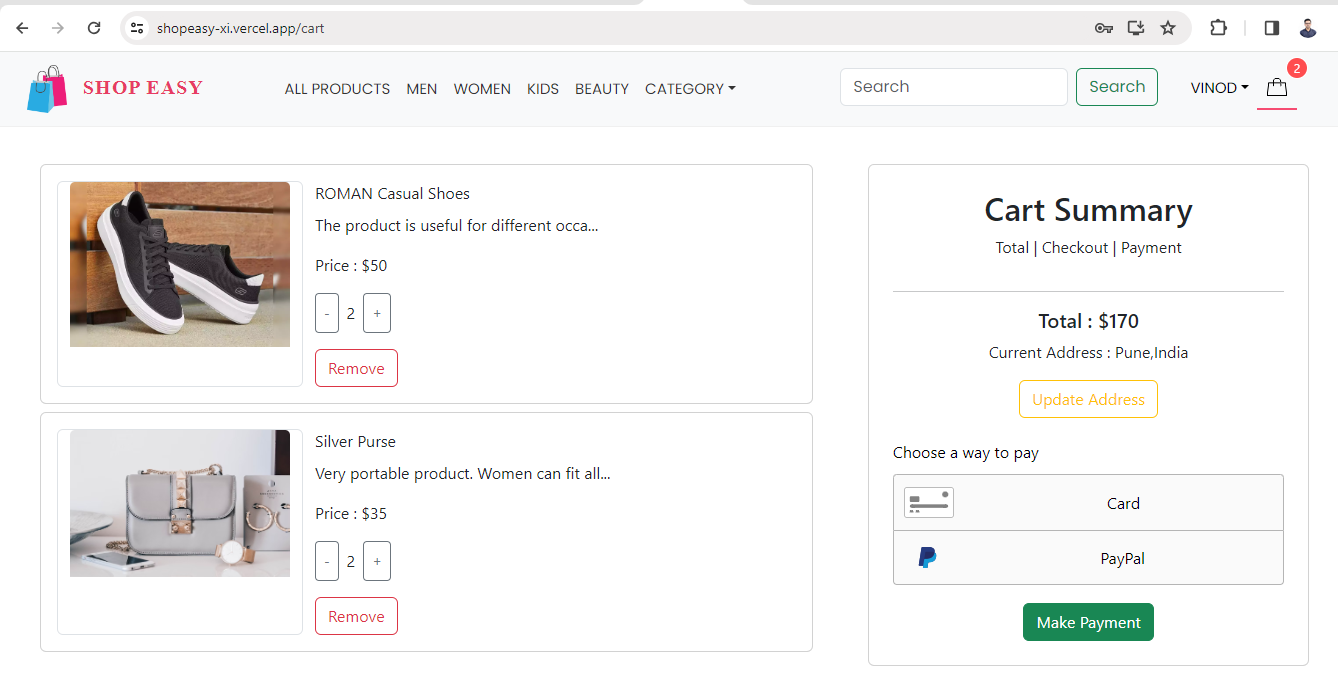 shopeasy-xi.vercel.app/cart
SHOP EASY
ALL PRODUCTS MEN WOMEN KIDS BEAUTY CATEGORY
Search
Search
VINOD
2
ROMAN Casual Shoes
The product is useful for different occa...
Price : $50
- 2 +
Remove
Silver Purse
Very portable product. Women can fit all...
Price : $35
- 2 +
Remove
Cart Summary
Total | Checkout | Payment
Total : $170
Current Address : Pune,India
Update Address
Choose a way to pay
Card
PayPal
Make Payment